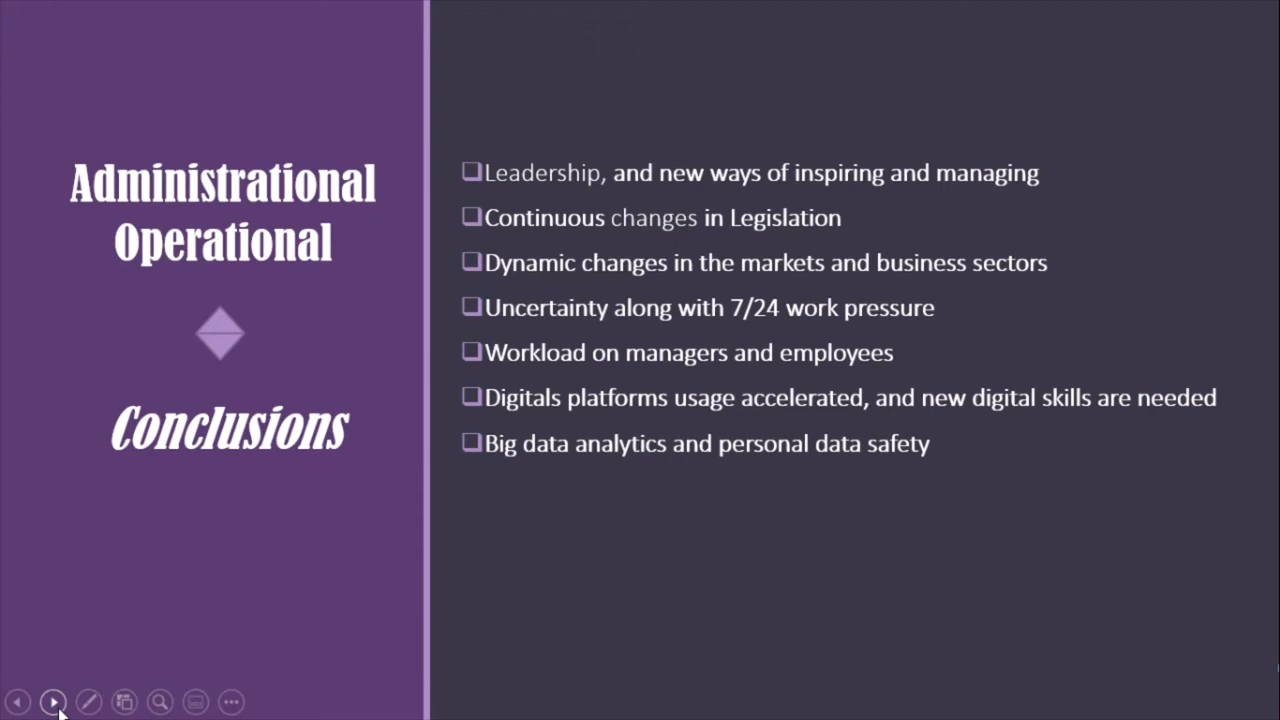 Administrational
Operational
Conclusions
Leadership, and new ways of inspiring and managing
Continuous changes in Legislation
Dynamic changes in the markets and business sectors
Uncertainty along with 7/24 work pressure
Workload on managers and employees
Digitals platforms usage accelerated, and new digital skills are needed
Big data analytics and personal data safety